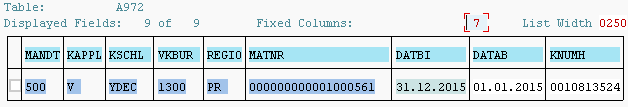 Table: A972
Displayed Fields: 9 of 9 Fixed Columns: 7 List Width 0250
MANDT KAPPL KSCHL VKBUR REGIO MATNR DATBI DATAB KNUMH
500 V YDEC 1300 PR 000000000001000561 31.12.2015 01.01.2015 0010813524